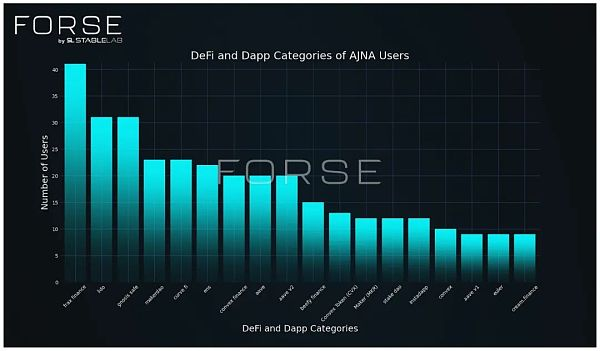 FORSE
by SL STABLELAB
DeFi and Dapp Categories of AJNA Users
Number of Users
40
35
30
25
20
15
10
5
0
FORSE
frax finance
lido
gnosis safe
makerdao
curve fi
ens
convex finance
aave
aave v2
beefy finance
Convex Token (CVX)
Maker (MKR)
stake dao
instadapp
convex
aave v1
euler
cream.finance
DeFi and Dapp Categories